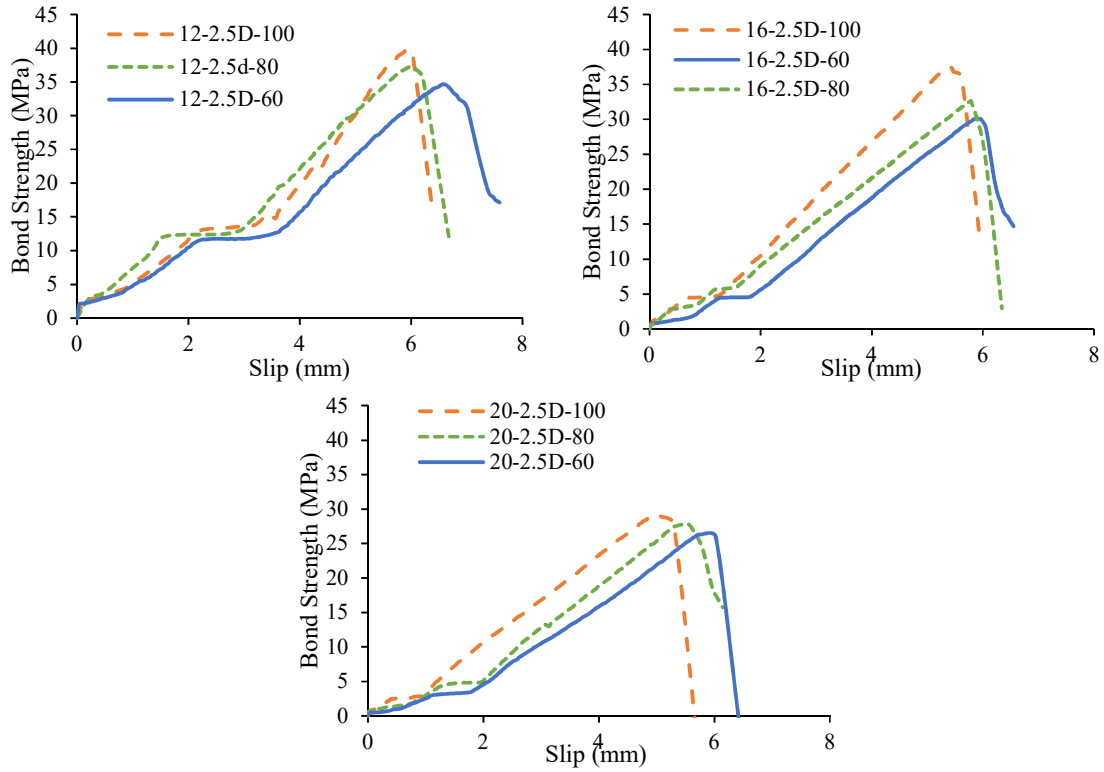 45
40
35
30
25
20
15
10
5
0
Bond Strength (MPa)
12-2.5D-100
12-2.5d-80
12-2.5D-60
0 2 4 6 8
Slip (mm)
45
40
35
30
25
20
15
10
5
0
Bond Strength (MPa)
16-2.5D-100
16-2.5D-60
16-2.5D-80
0 2 4 6 8
Slip (mm)
45
40
35
30
25
20
15
10
5
0
Bond Strength (MPa)
20-2.5D-100
20-2.5D-80
20-2.5D-60
0 2 4 6 8
Slip (mm)